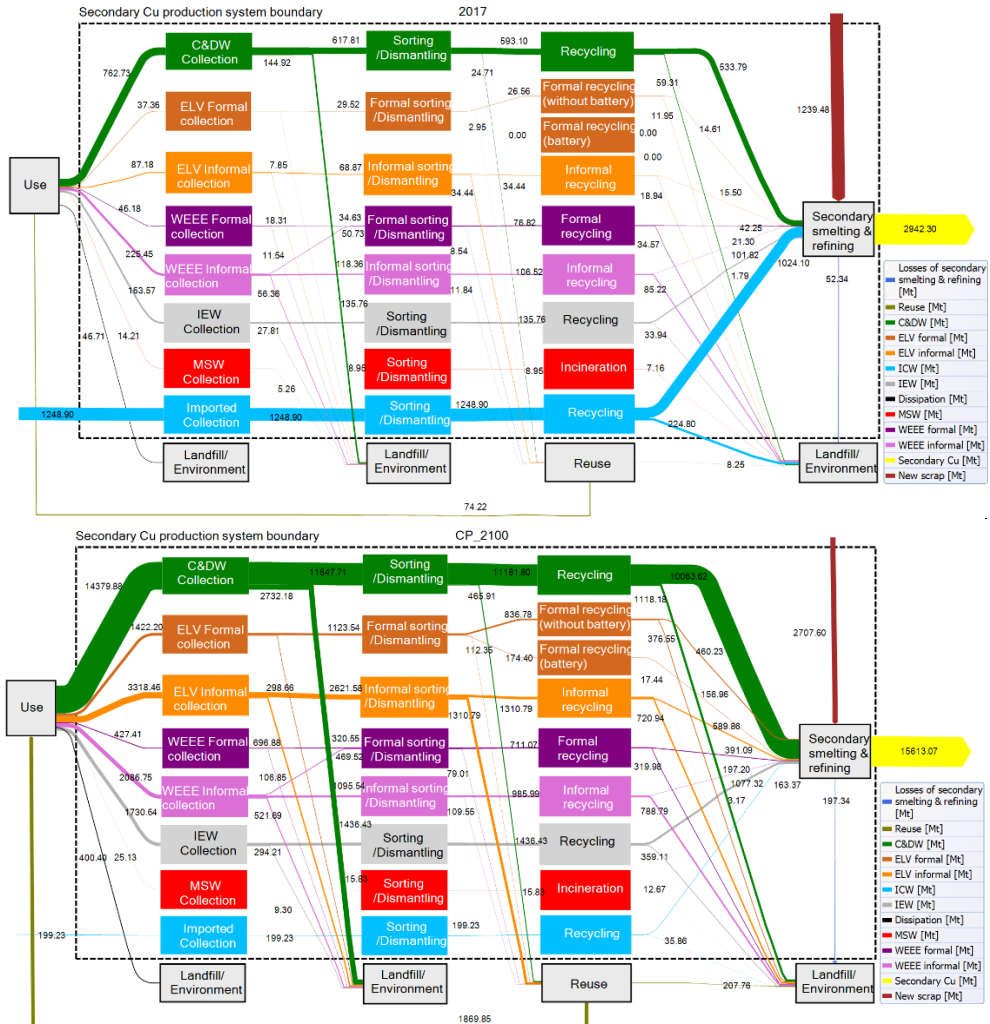 Secondary Cu production system boundary
2017
C&DW
Collection
617.81
144.92
Sorting
/Dismantling
593.10
24.71
Recycling
59.31
533.79
762.73
1239.48
37.36
ELV Formal
collection
29.52
Formal sorting
/Dismantling
2.95
26.56
0.00
Formal recycling
(without battery)
Formal recycling
(battery)
11.95
0.00
0.00
14.61
87.18
ELV Informal
collection
7.85
68.87
Informal sorting
/Dismantling
34.44
34.44
Informal
recycling
18.94
15.50
Use
46.18
WEEE Formal
collection
18.31
34.63
50.73
Formal sorting
/Dismantling
8.54
76.82
Formal
recycling
34.57
42.25
21.30
101.82
1.79
1024.10
Secondary
smelting &
refining
2942.30
52.34
225.45
WEEE Informal
collection
11.54
56.36
118.36
Informal sorting
/Dismantling
11.84
106.52
Informal
recycling
85.22
163.57
IEW
Collection
27.81
135.76
Sorting
/Dismantling
135.76
Recycling
33.94
46.71
14.21
MSW
Collection
5.26
8.95
Sorting
/Dismantling
8.95
Incineration
7.16
1248.90
Imported
Collection
1248.90
Sorting
/Dismantling
1248.90
Recycling
224.80
Landfill/
Environment
Landfill/
Environment
Reuse
8.25
Landfill/
Environment
74.22
Losses of secondary
smelting & refining
[Mt]
Reuse [Mt]
C&DW [Mt]
ELV formal [Mt]
ELV informal [Mt]
ICW [Mt]
IEW [Mt]
Dissipation [Mt]
MSW [Mt]
WEEE formal [Mt]
WEEE informal [Mt]
Secondary Cu [Mt]
New scrap [Mt]
Secondary Cu production system boundary
CP_2100
C&DW
Collection
11647.71
2732.18
Sorting
/Dismantling
11181.80
465.91
Recycling
1118.18
10063.62
14379.88
2707.60
1422.20
ELV Formal
collection
1123.54
Formal sorting
/Dismantling
112.35
836.78
174.40
Formal recycling
(without battery)
Formal recycling
(battery)
376.55
17.44
460.23
156.96
3318.46
ELV Informal
collection
298.66
2621.58
Informal sorting
/Dismantling
1310.79
1310.79
Informal
recycling
720.94
589.86
Use
427.41
WEEE Formal
collection
696.88
320.55
469.52
Formal sorting
/Dismantling
79.01
711.07
Formal
recycling
319.98
391.09
197.20
1077.32
3.17
163.37
Secondary
smelting &
refining
15613.07
197.34
2086.75
WEEE Informal
collection
106.85
521.69
1095.54
Informal sorting
/Dismantling
109.55
985.99
Informal
recycling
788.79
1730.64
IEW
Collection
294.21
1436.43
Sorting
/Dismantling
1436.43
Recycling
359.11
400.40
25.13
MSW
Collection
9.30
15.83
Sorting
/Dismantling
15.83
Incineration
12.67
199.23
Imported
Collection
199.23
Sorting
/Dismantling
199.23
Recycling
35.86
Landfill/
Environment
Landfill/
Environment
Reuse
207.76
Landfill/
Environment
1869.85
Losses of secondary
smelting & refining
[Mt]
Reuse [Mt]
C&DW [Mt]
ELV formal [Mt]
ELV informal [Mt]
ICW [Mt]
IEW [Mt]
Dissipation [Mt]
MSW [Mt]
WEEE formal [Mt]
WEEE informal [Mt]
Secondary Cu [Mt]
New scrap [Mt]